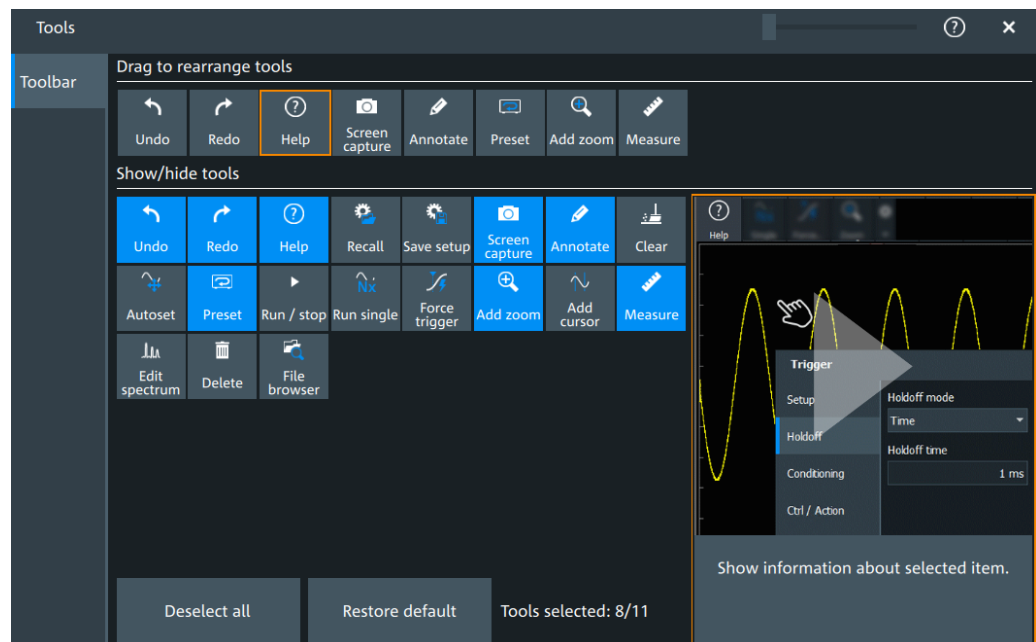 Tools
?
×
Toolbar
Drag to rearrange tools
Undo
Redo
?
Help
Screen
capture
Annotate
Preset
Add zoom
Measure
Show/hide tools
Undo
Redo
?
Help
Recall
Save setup
Screen
capture
Annotate
Clear
Autoset
Preset
Run / stop
Nx
Run single
Force
trigger
Add zoom
Add
cursor
Measure
Edit
spectrum
Delete
File
browser
?
Help
Trigger
Setup
Holdoff
Conditioning
Ctrl / Action
Holdoff mode
Time
Holdoff time
1 ms
Show information about selected item.
Deselect all
Restore default
Tools selected: 8/11